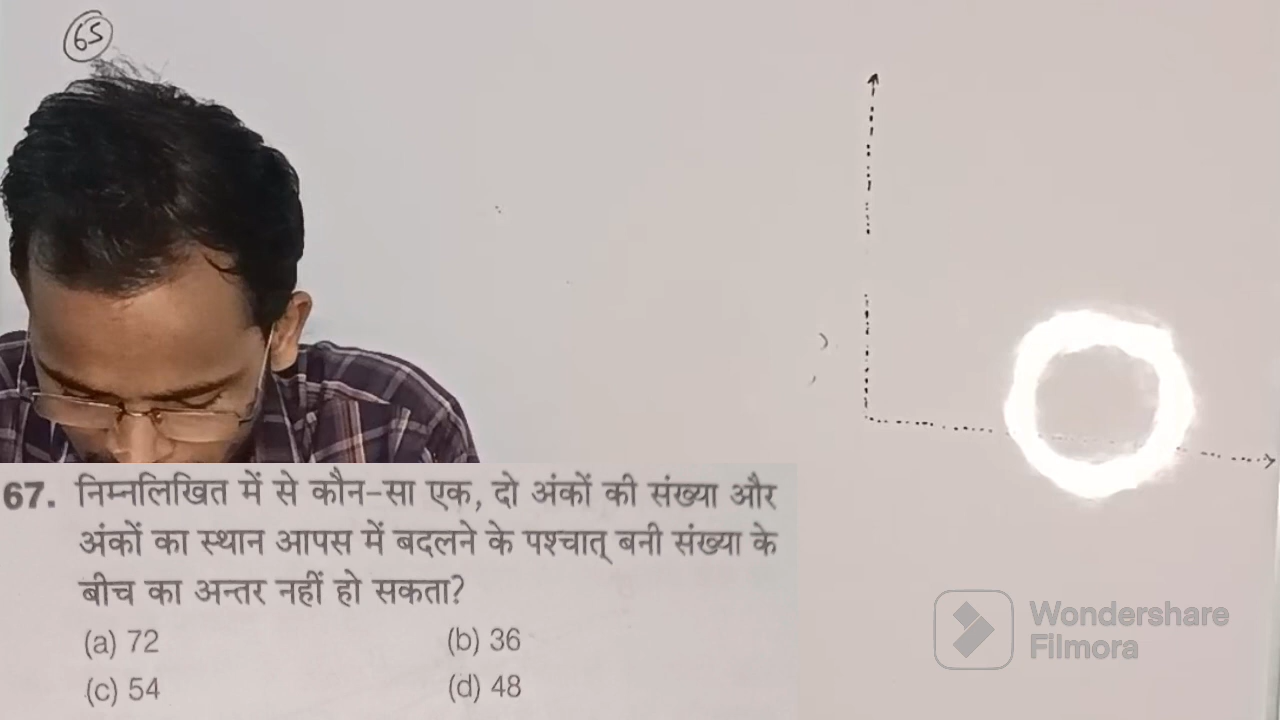 65
67. निम्नलिखित में से कौन-सा एक, दो अंकों की संख्या और
अंकों का स्थान आपस में बदलने के पश्चात् बनी संख्या के
बीच का अन्तर नहीं हो सकता?
(a) 72 (b) 36
(c) 54 (d) 48
Wondershare
Filmora